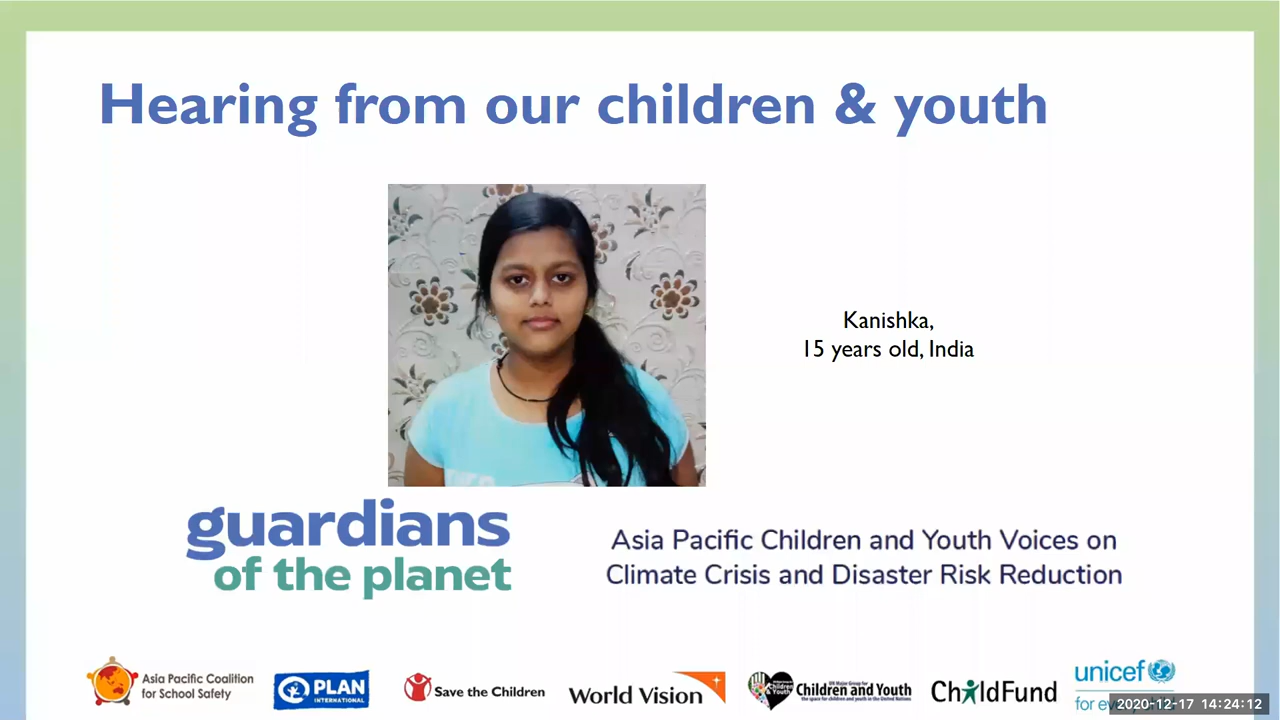 Hearing from our children & youth
Kanishka,
15 years old, India
guardians
of the planet
Asia Pacific Children and Youth Voices on
Climate Crisis and Disaster Risk Reduction
Asia Pacific Coalition
for School Safety
PLAN
INTERNATIONAL
Save the Children
World Vision
Children and Youth
ChildFund
unicef
for
2020-12-17 14:24:12